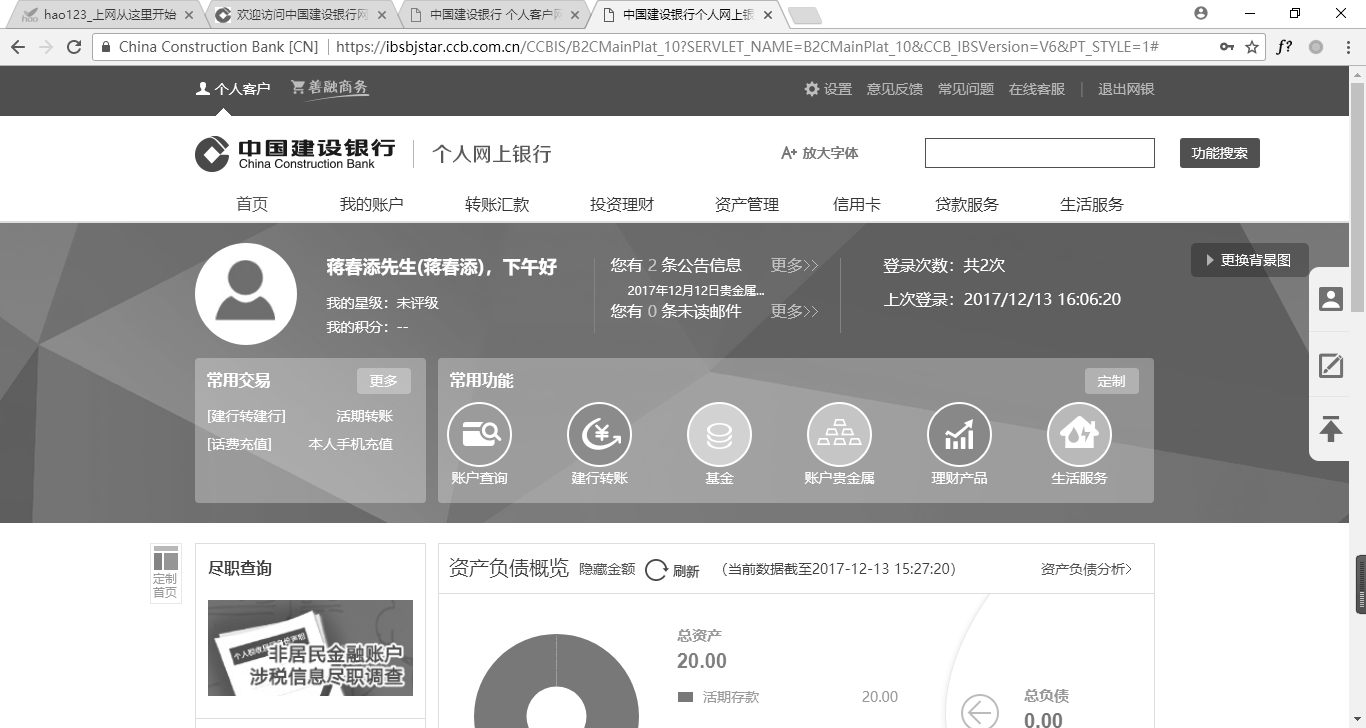 hao123_上网从这里开始
欢迎访问中国建设银行网
中国建设银行 个人客户网
中国建设银行个人网上银
China Construction Bank [CN] https://ibsbjstar.ccb.com.cn/CCBIS/B2CMainPlat_10?SERVLET_NAME=B2CMainPlat_10&CCB_IBSVersion=V6&PT_STYLE=1#
f?
个人客户 善融商务 设置 意见反馈 常见问题 在线客服 | 退出网银
中国建设银行
China Construction Bank
个人网上银行
A+ 放大字体
功能搜索
首页 我的账户 转账汇款 投资理财 资产管理 信用卡 贷款服务 生活服务
蒋春添先生(蒋春添)，下午好
我的星级：未评级
我的积分：--
您有 2 条公告信息 更多>>
2017年12月12日贵金属...
您有 0 条未读邮件 更多>>
登录次数：共2次
上次登录：2017/12/13 16:06:20
更换背景图
常用交易 更多
[建行转建行] 活期转账
[话费充值] 本人手机充值
常用功能 定制
账户查询 建行转账 基金 账户贵金属 理财产品 生活服务
定制
首页
尽职查询
非居民金融账户
涉税信息尽职调查
资产负债概览 隐藏金额 刷新 （当前数据截至2017-12-13 15:27:20） 资产负债分析>
总资产
20.00
活期存款 20.00
总负债
0.00